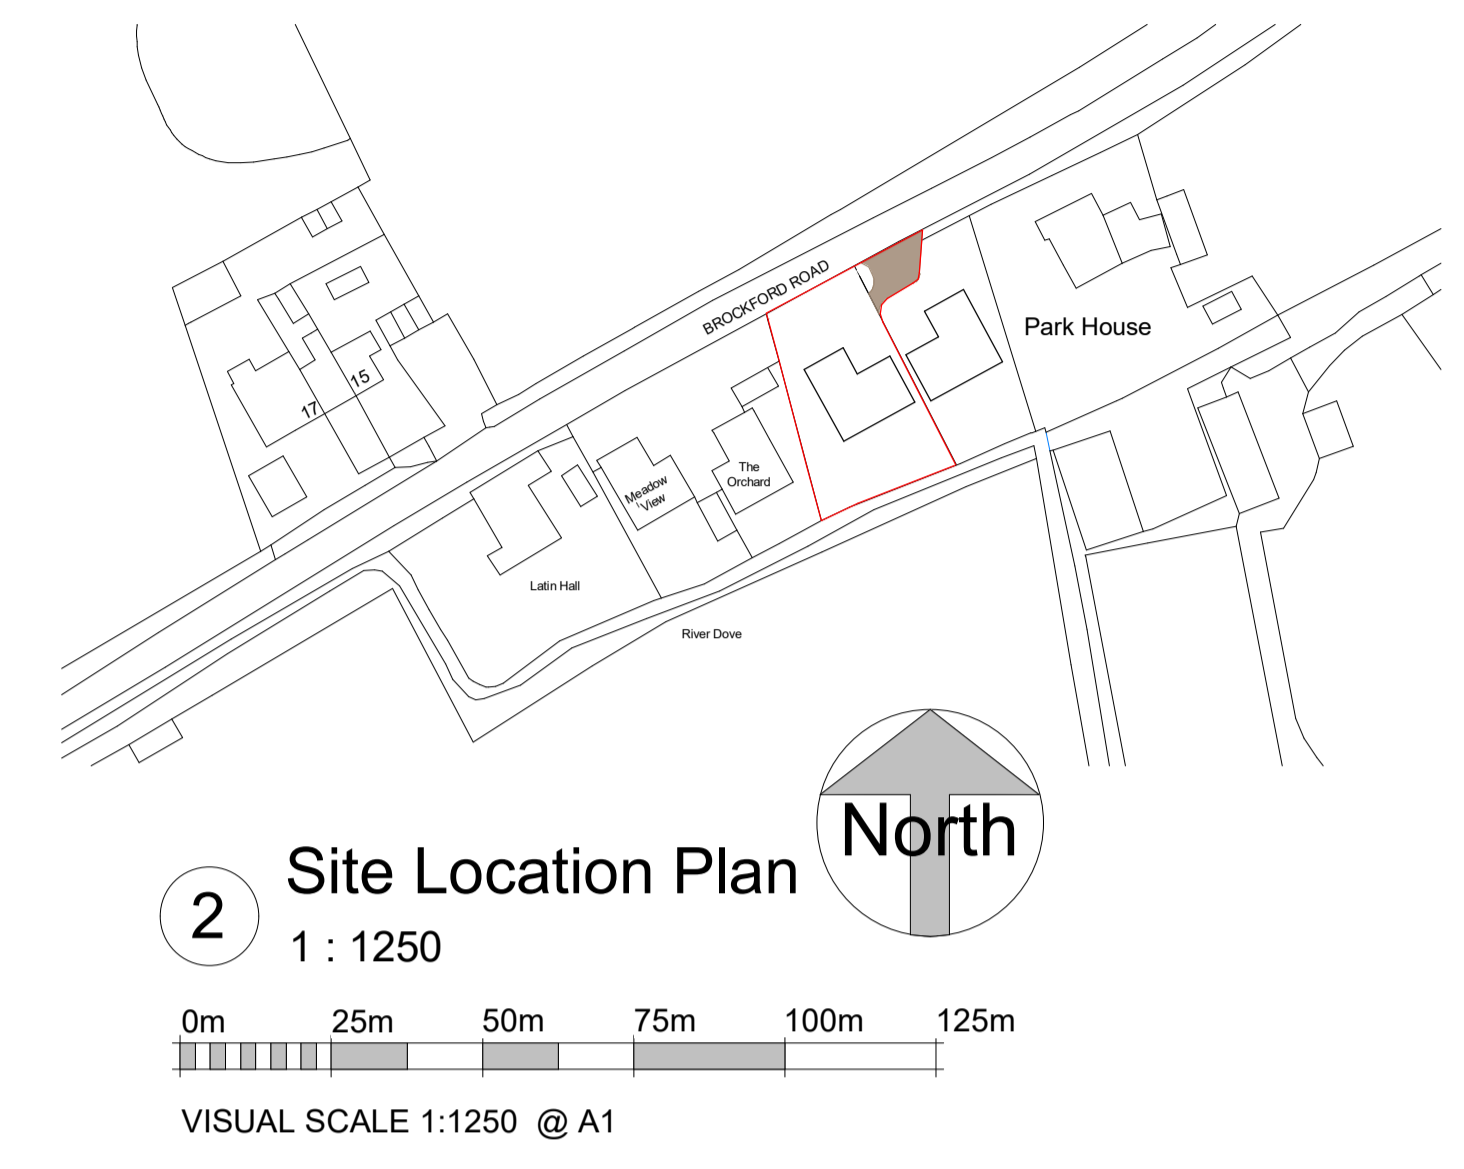 BROCKFORD ROAD
Park House
15
17
The
Orchard
Meadow
View
Latin Hall
River Dove
North
Site Location Plan
2
1 : 1250
0m 25m 50m 75m 100m 125m
VISUAL SCALE 1:1250 @ A1